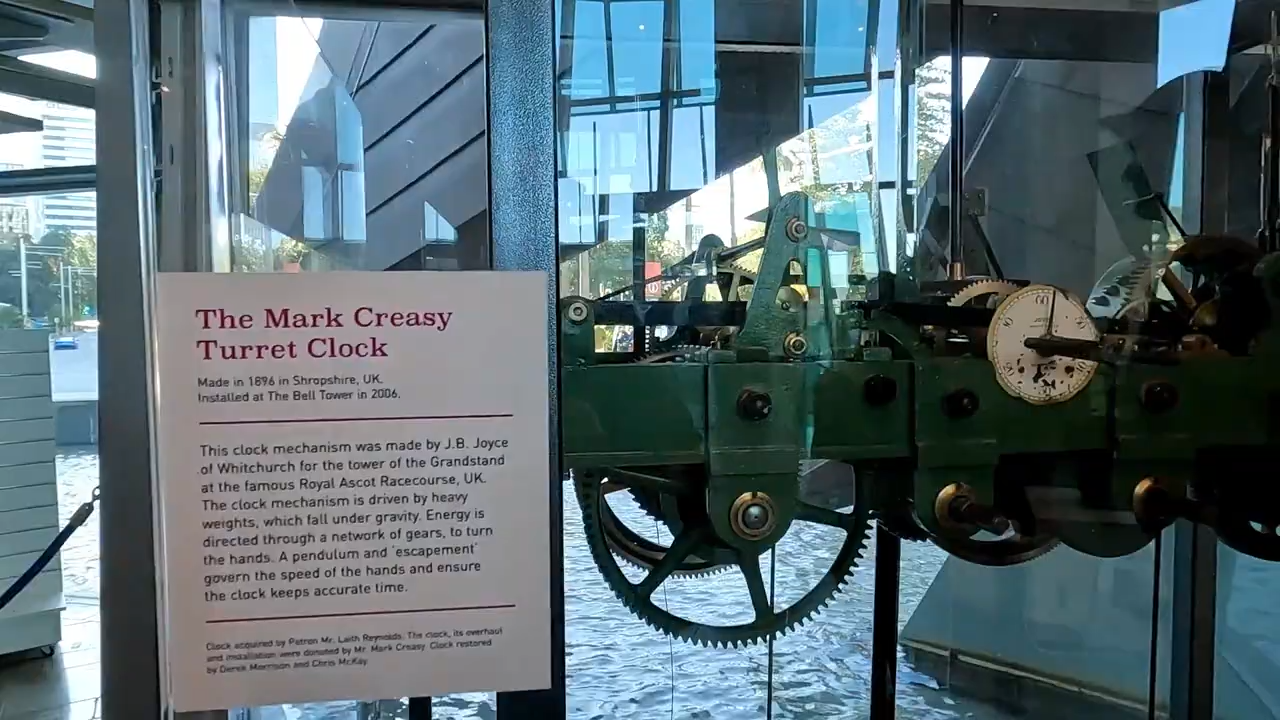 The Mark Creasy
Turret Clock
Made in 1896 in Shropshire, UK.
Installed at The Bell Tower in 2006.
This clock mechanism was made by J.B. Joyce
of Whitchurch for the tower of the Grandstand
at the famous Royal Ascot Racecourse, UK.
The clock mechanism is driven by heavy
weights, which fall under gravity. Energy is
directed through a network of gears, to turn
the hands. A pendulum and 'escapement'
govern the speed of the hands and ensure
the clock keeps accurate time.
Clock acquired by Patron Mr. Laith Reynolds. The clock, its overhaul
and installation were donated by Mr. Mark Creasy. Clock restored
by Derek Morrison and Chris McKay.